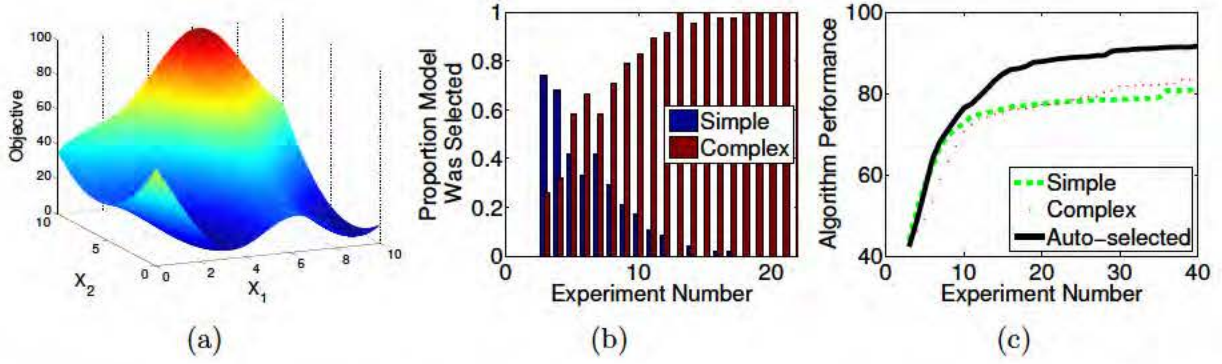 100
80
60
40
20
0
Objective
10
5
0
X2
0
2
4
6
8
10
X1
(a)
1
0.8
0.6
0.4
0.2
0
Proportion Model
Was Selected
Simple
Complex
0
10
20
Experiment Number
(b)
100
80
60
40
Algorithm Performance
Simple
Complex
Auto-selected
0
10
20
30
40
Experiment Number
(c)